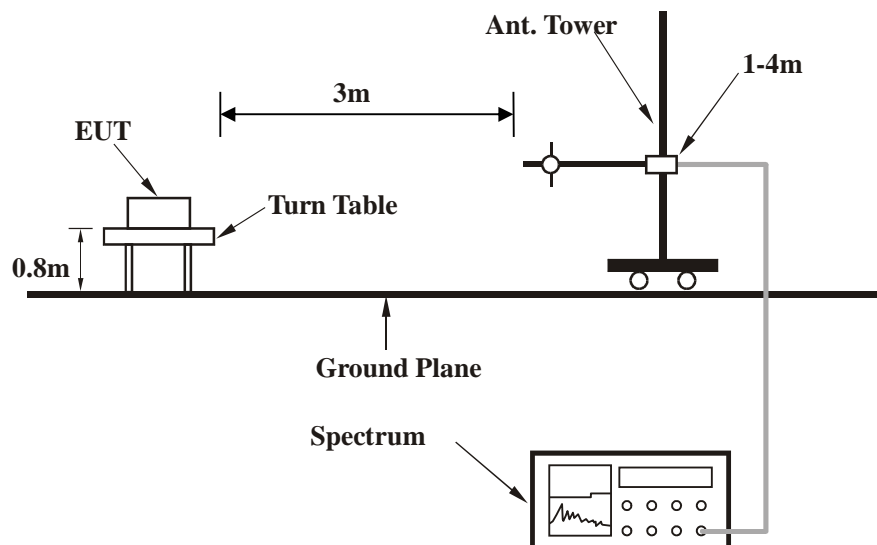 Ant. Tower
1-4m
3m
EUT
Turn Table
0.8m
Ground Plane
Spectrum